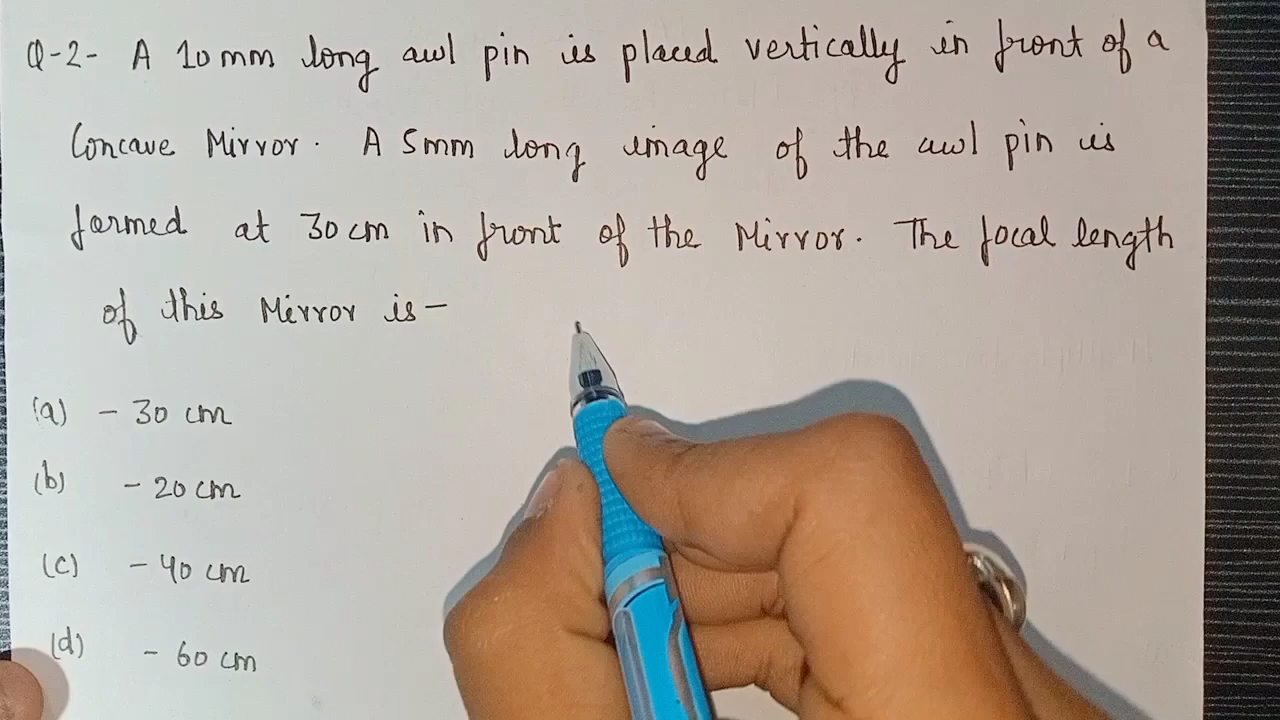 Q-2- A 10 mm long awl pin is placed vertically in front of a
Concave Mirror. A 5mm long image of the awl pin is
formed at 30 cm in front of the Mirror. The focal length
of this Mirror is -
(a) - 30 cm
(b) - 20 cm
(c) - 40 cm
(d) - 60 cm